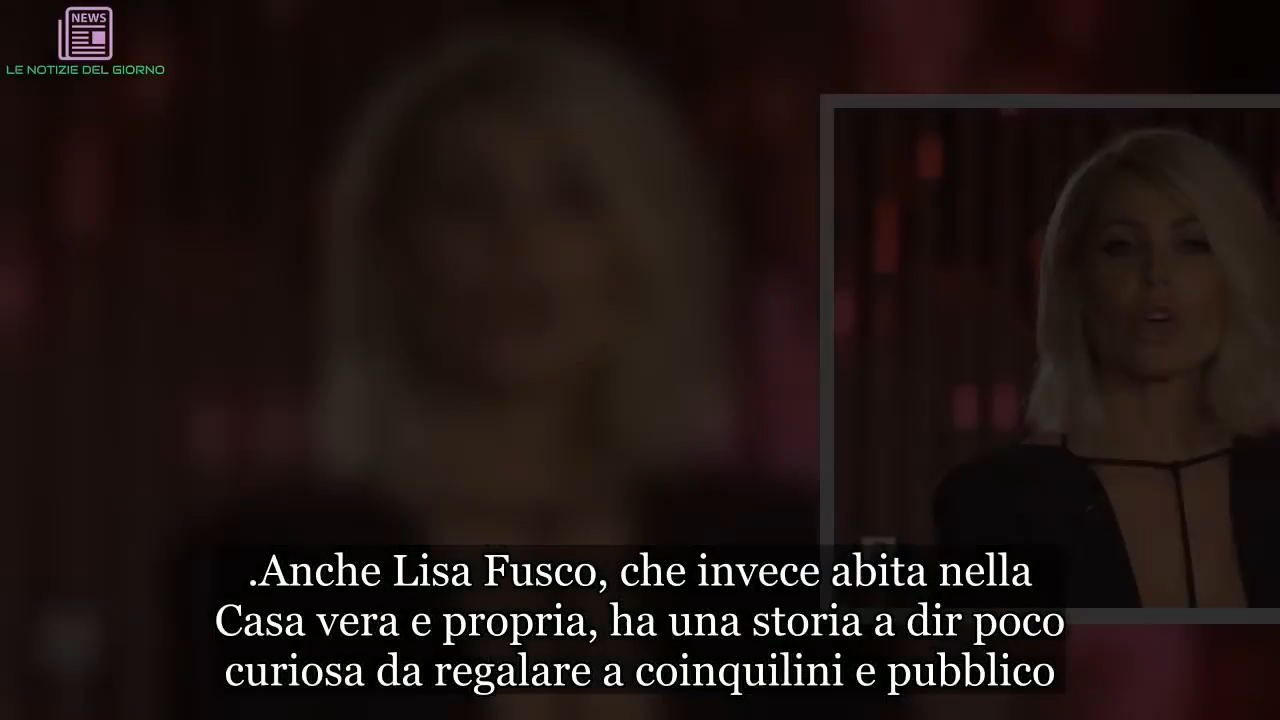 NEWS
LE NOTIZIE DEL GIORNO
.Anche Lisa Fusco, che invece abita nella
Casa vera e propria, ha una storia a dir poco
curiosa da regalare a coinquilini e pubblico